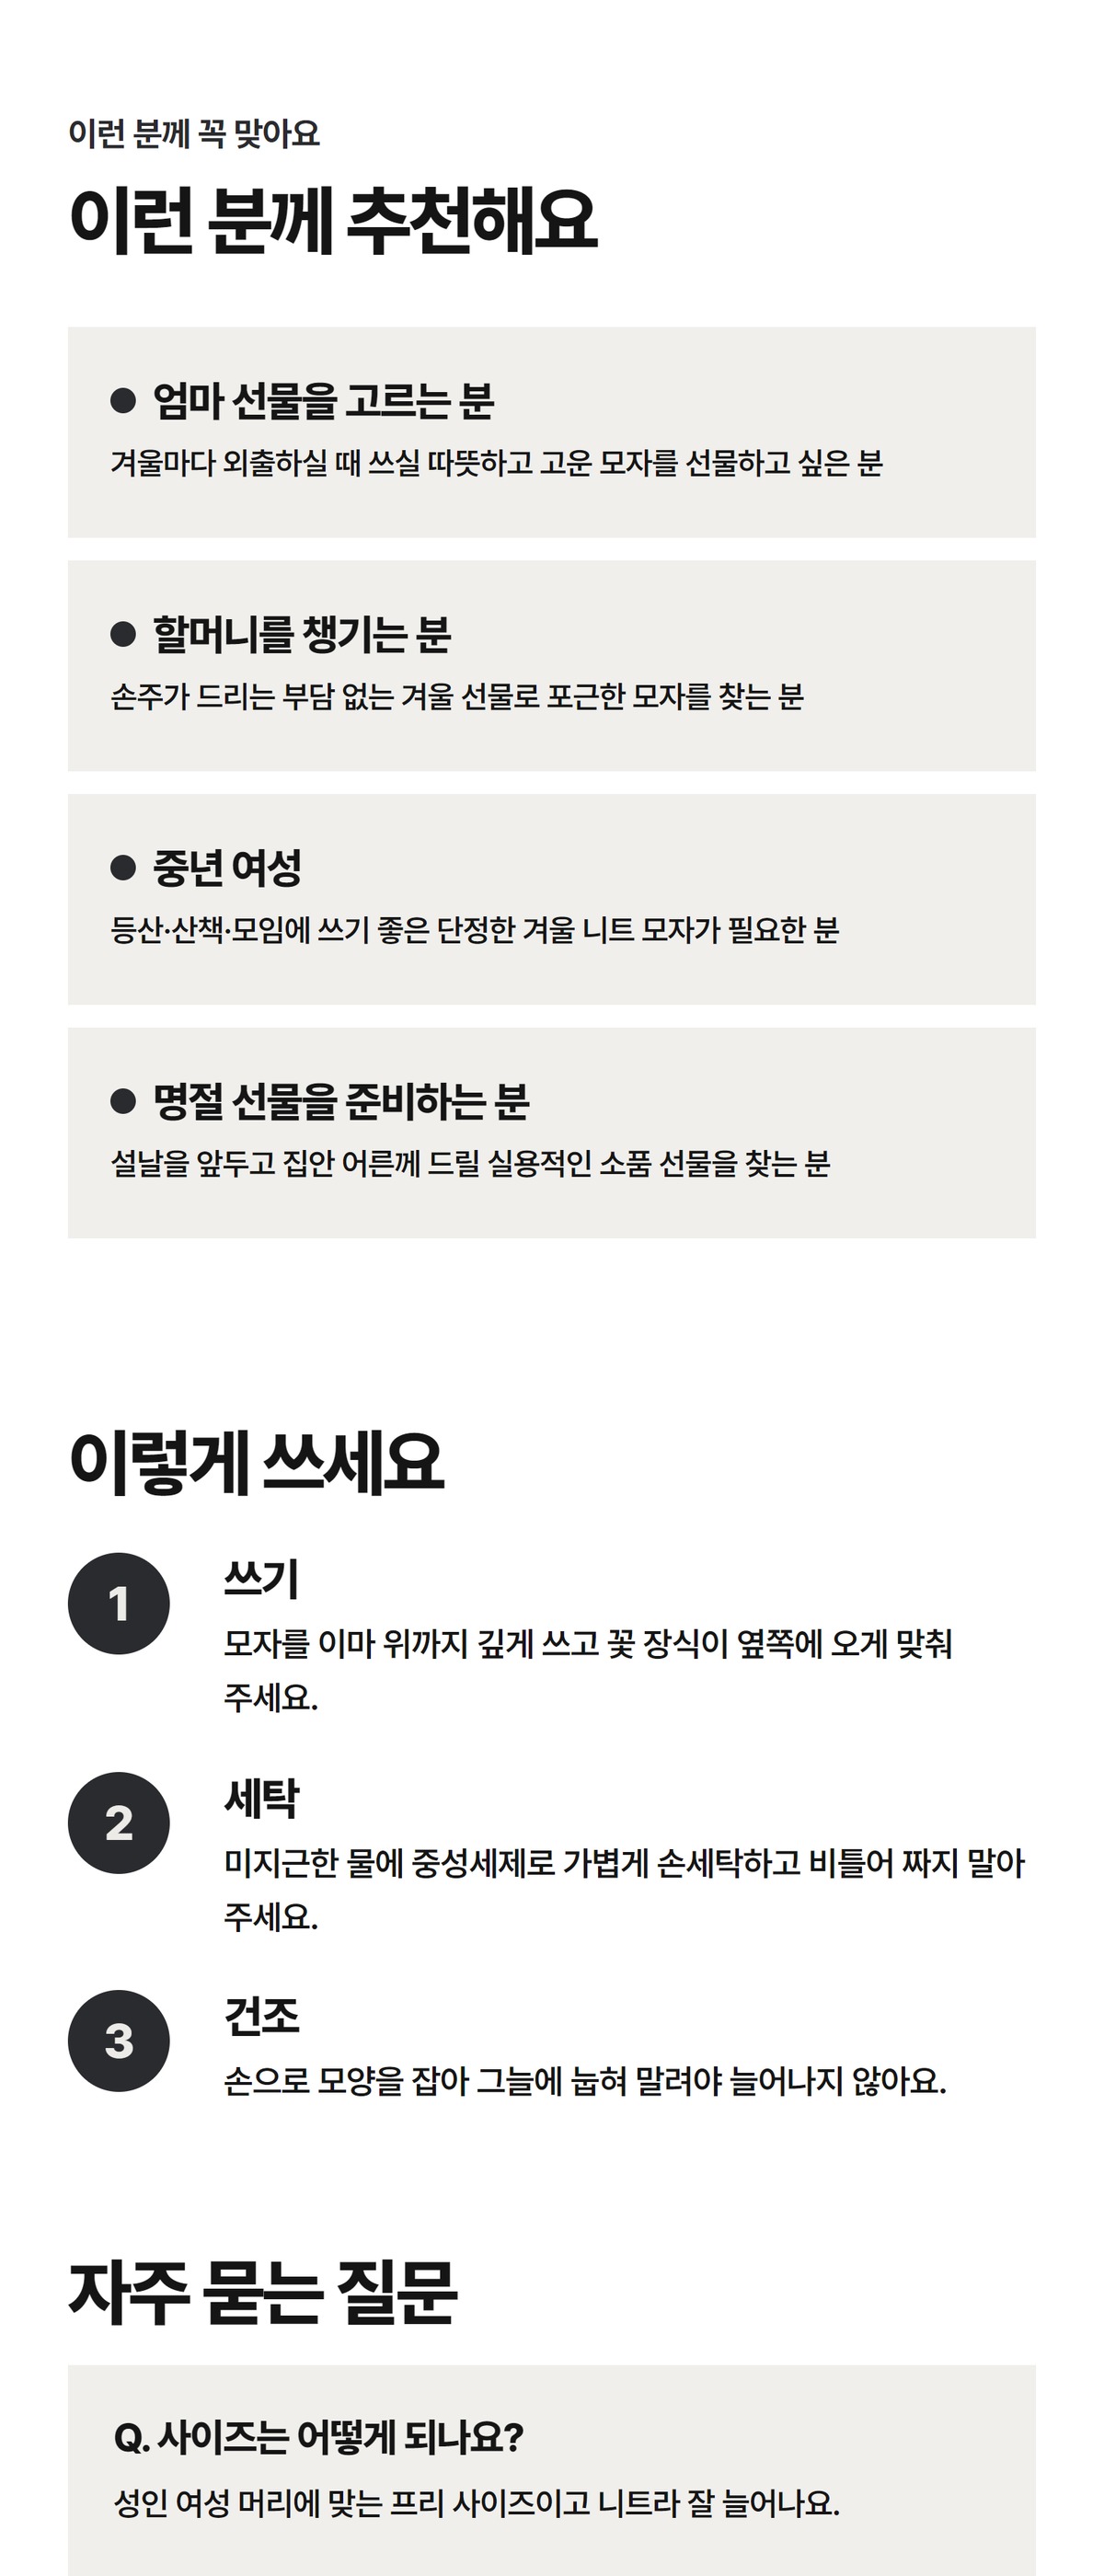 이런 분께 꼭 맞아요
이런 분께 추천해요
엄마 선물을 고르는 분
겨울마다 외출하실 때 쓰실 따뜻하고 고운 모자를 선물하고 싶은 분
할머니를 챙기는 분
손주가 드리는 부담 없는 겨울 선물로 포근한 모자를 찾는 분
중년 여성
등산·산책·모임에 쓰기 좋은 단정한 겨울 니트 모자가 필요한 분
명절 선물을 준비하는 분
설날을 앞두고 집안 어른께 드릴 실용적인 소품 선물을 찾는 분
이렇게 쓰세요
1
쓰기
모자를 이마 위까지 깊게 쓰고 꽃 장식이 옆쪽에 오게 맞춰
주세요.
2
세탁
미지근한 물에 중성세제로 가볍게 손세탁하고 비틀어 짜지 말아
주세요.
3
건조
손으로 모양을 잡아 그늘에 눕혀 말려야 늘어나지 않아요.
자주 묻는 질문
Q. 사이즈는 어떻게 되나요?
성인 여성 머리에 맞는 프리 사이즈이고 니트라 잘 늘어나요.